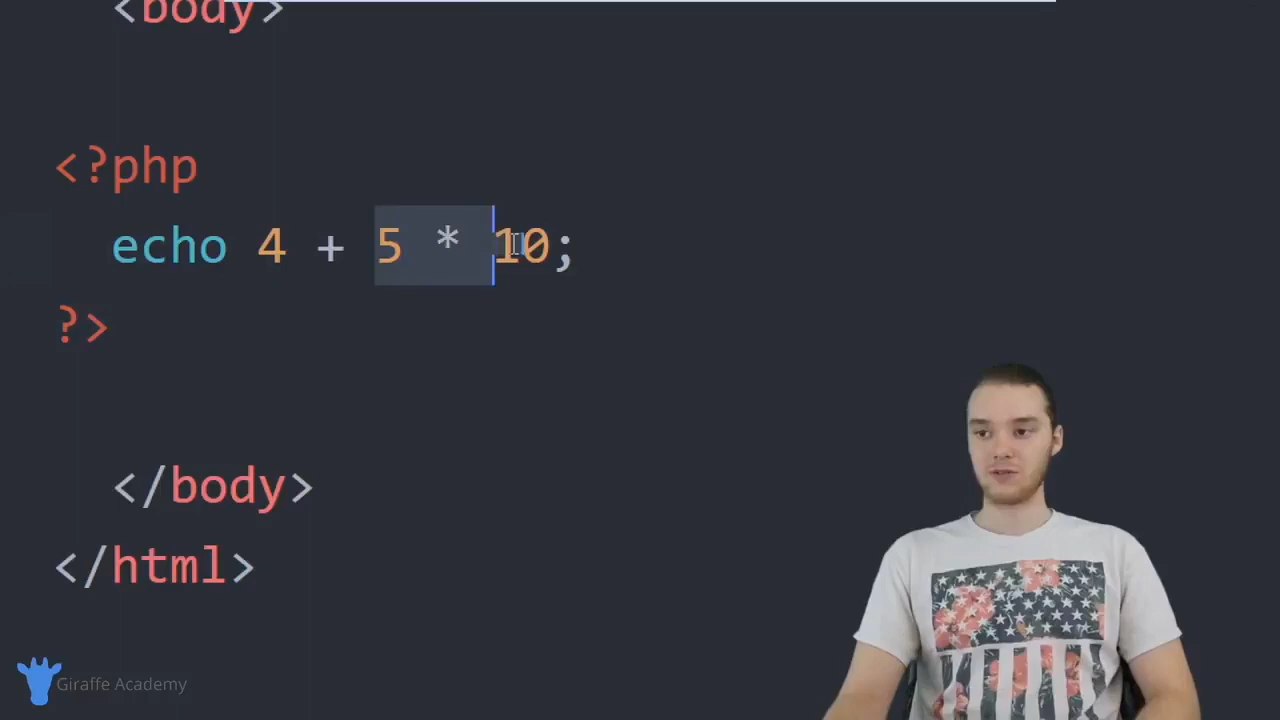 <body>
<?php
echo 4 + 5 * 10;
?>
</body>
</html>
Giraffe Academy